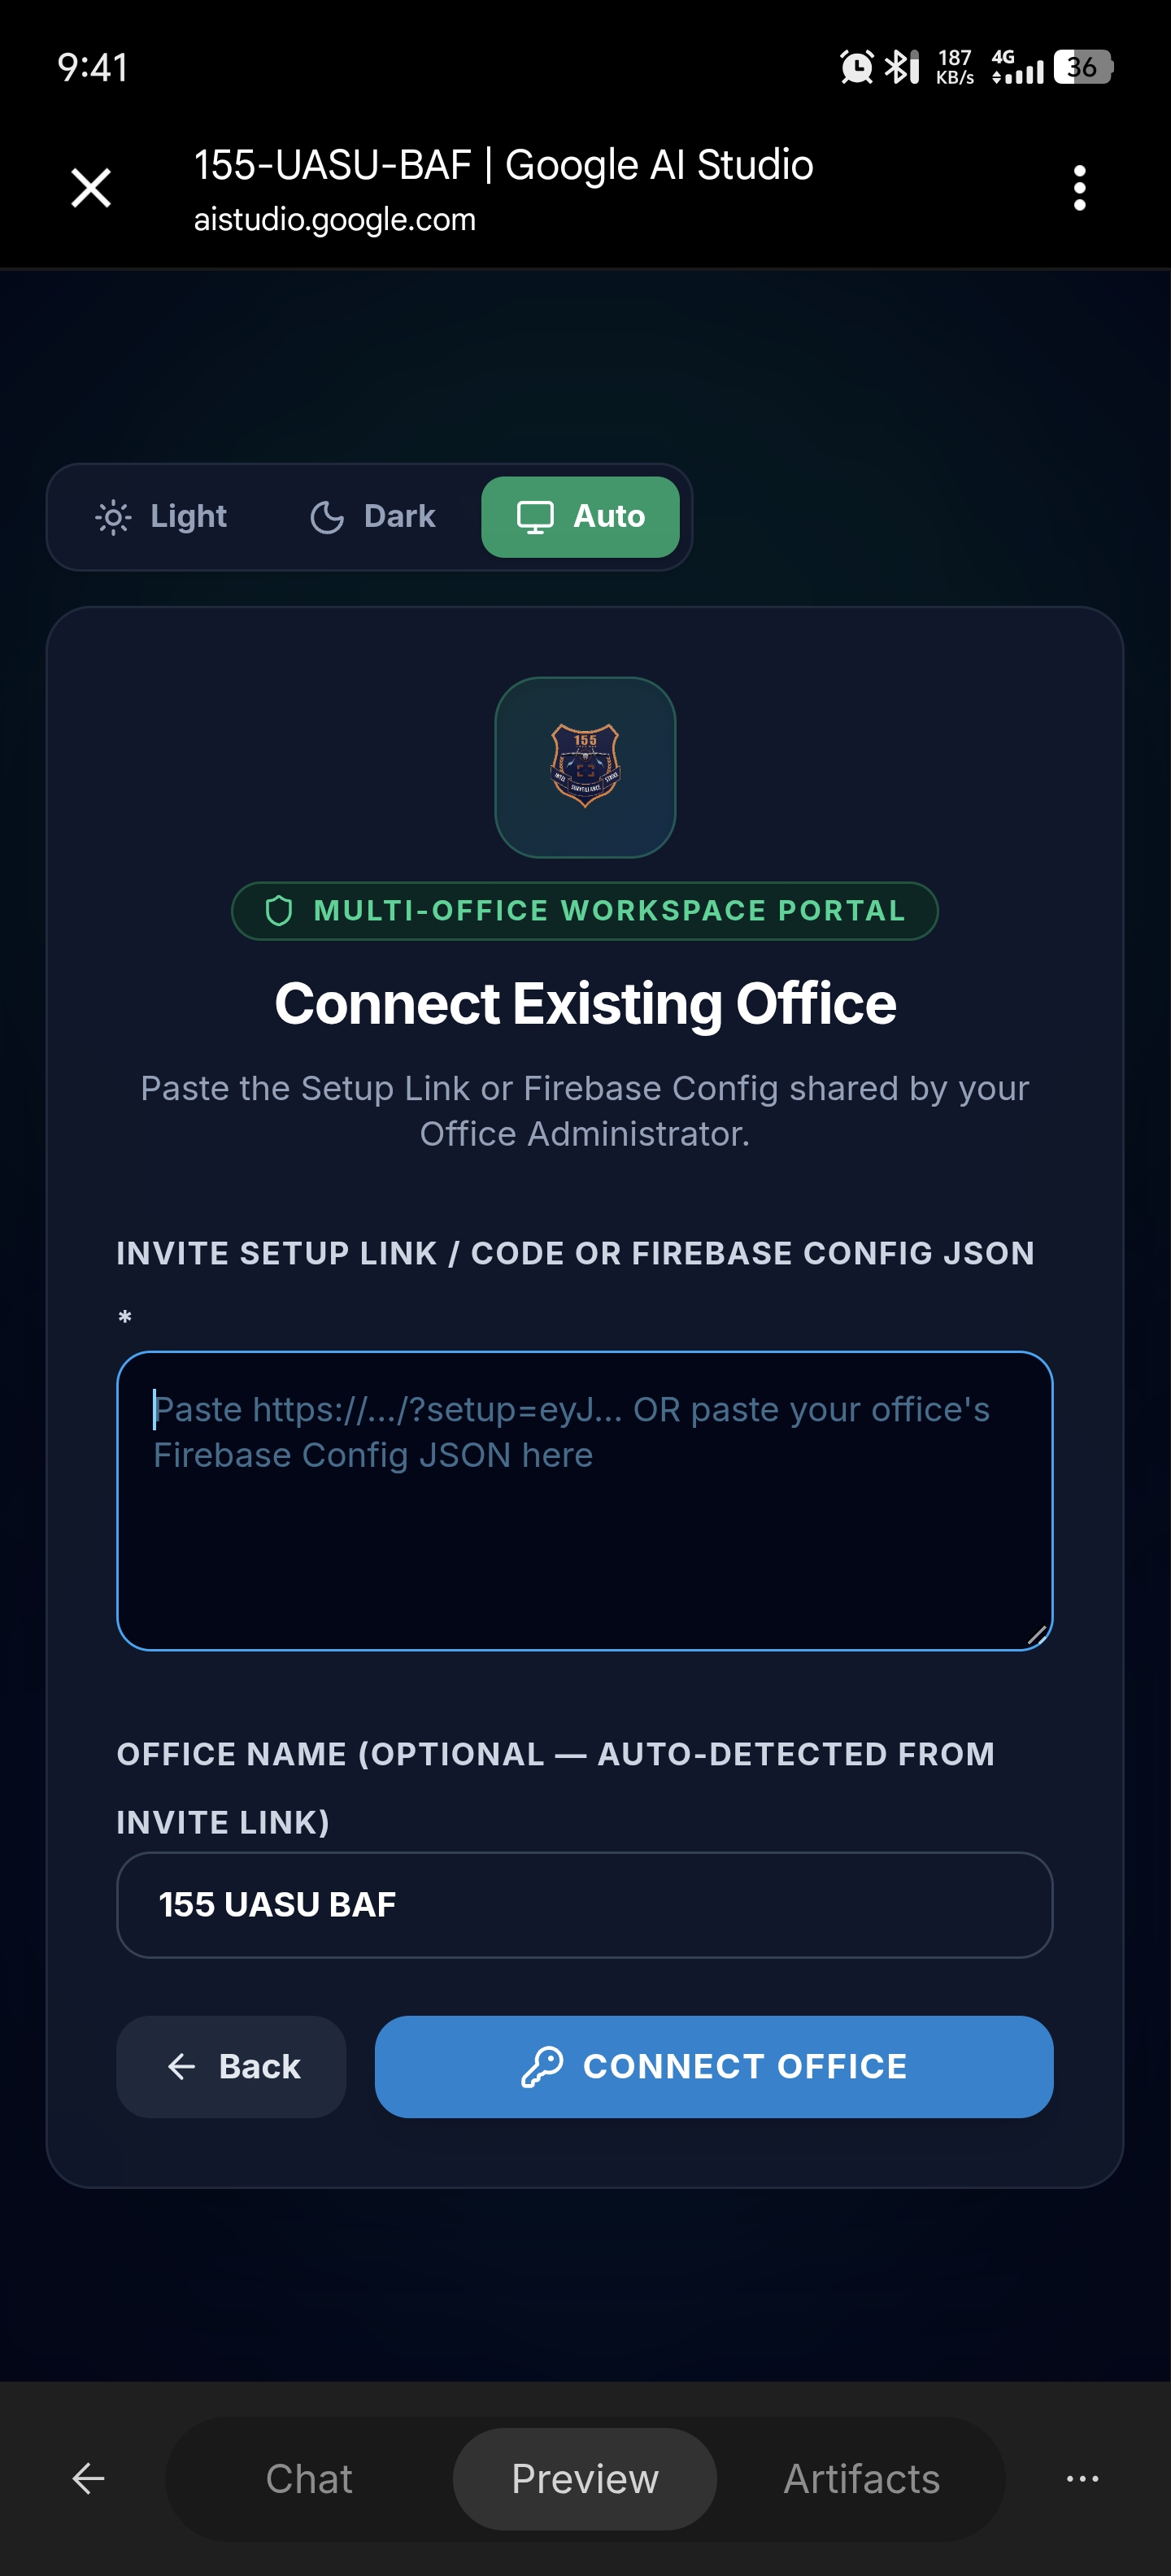 9:41
187
KB/s
4G
36
155-UASU-BAF | Google AI Studio
aistudio.google.com
Light
Dark
Auto
155
INTEL
SURVEILLANCE
STRIKE
MULTI-OFFICE WORKSPACE PORTAL
Connect Existing Office
Paste the Setup Link or Firebase Config shared by your
Office Administrator.
INVITE SETUP LINK / CODE OR FIREBASE CONFIG JSON
*
Paste https://.../?setup=eyJ... OR paste your office's
Firebase Config JSON here
OFFICE NAME (OPTIONAL — AUTO-DETECTED FROM
INVITE LINK)
155 UASU BAF
Back
CONNECT OFFICE
Chat
Preview
Artifacts